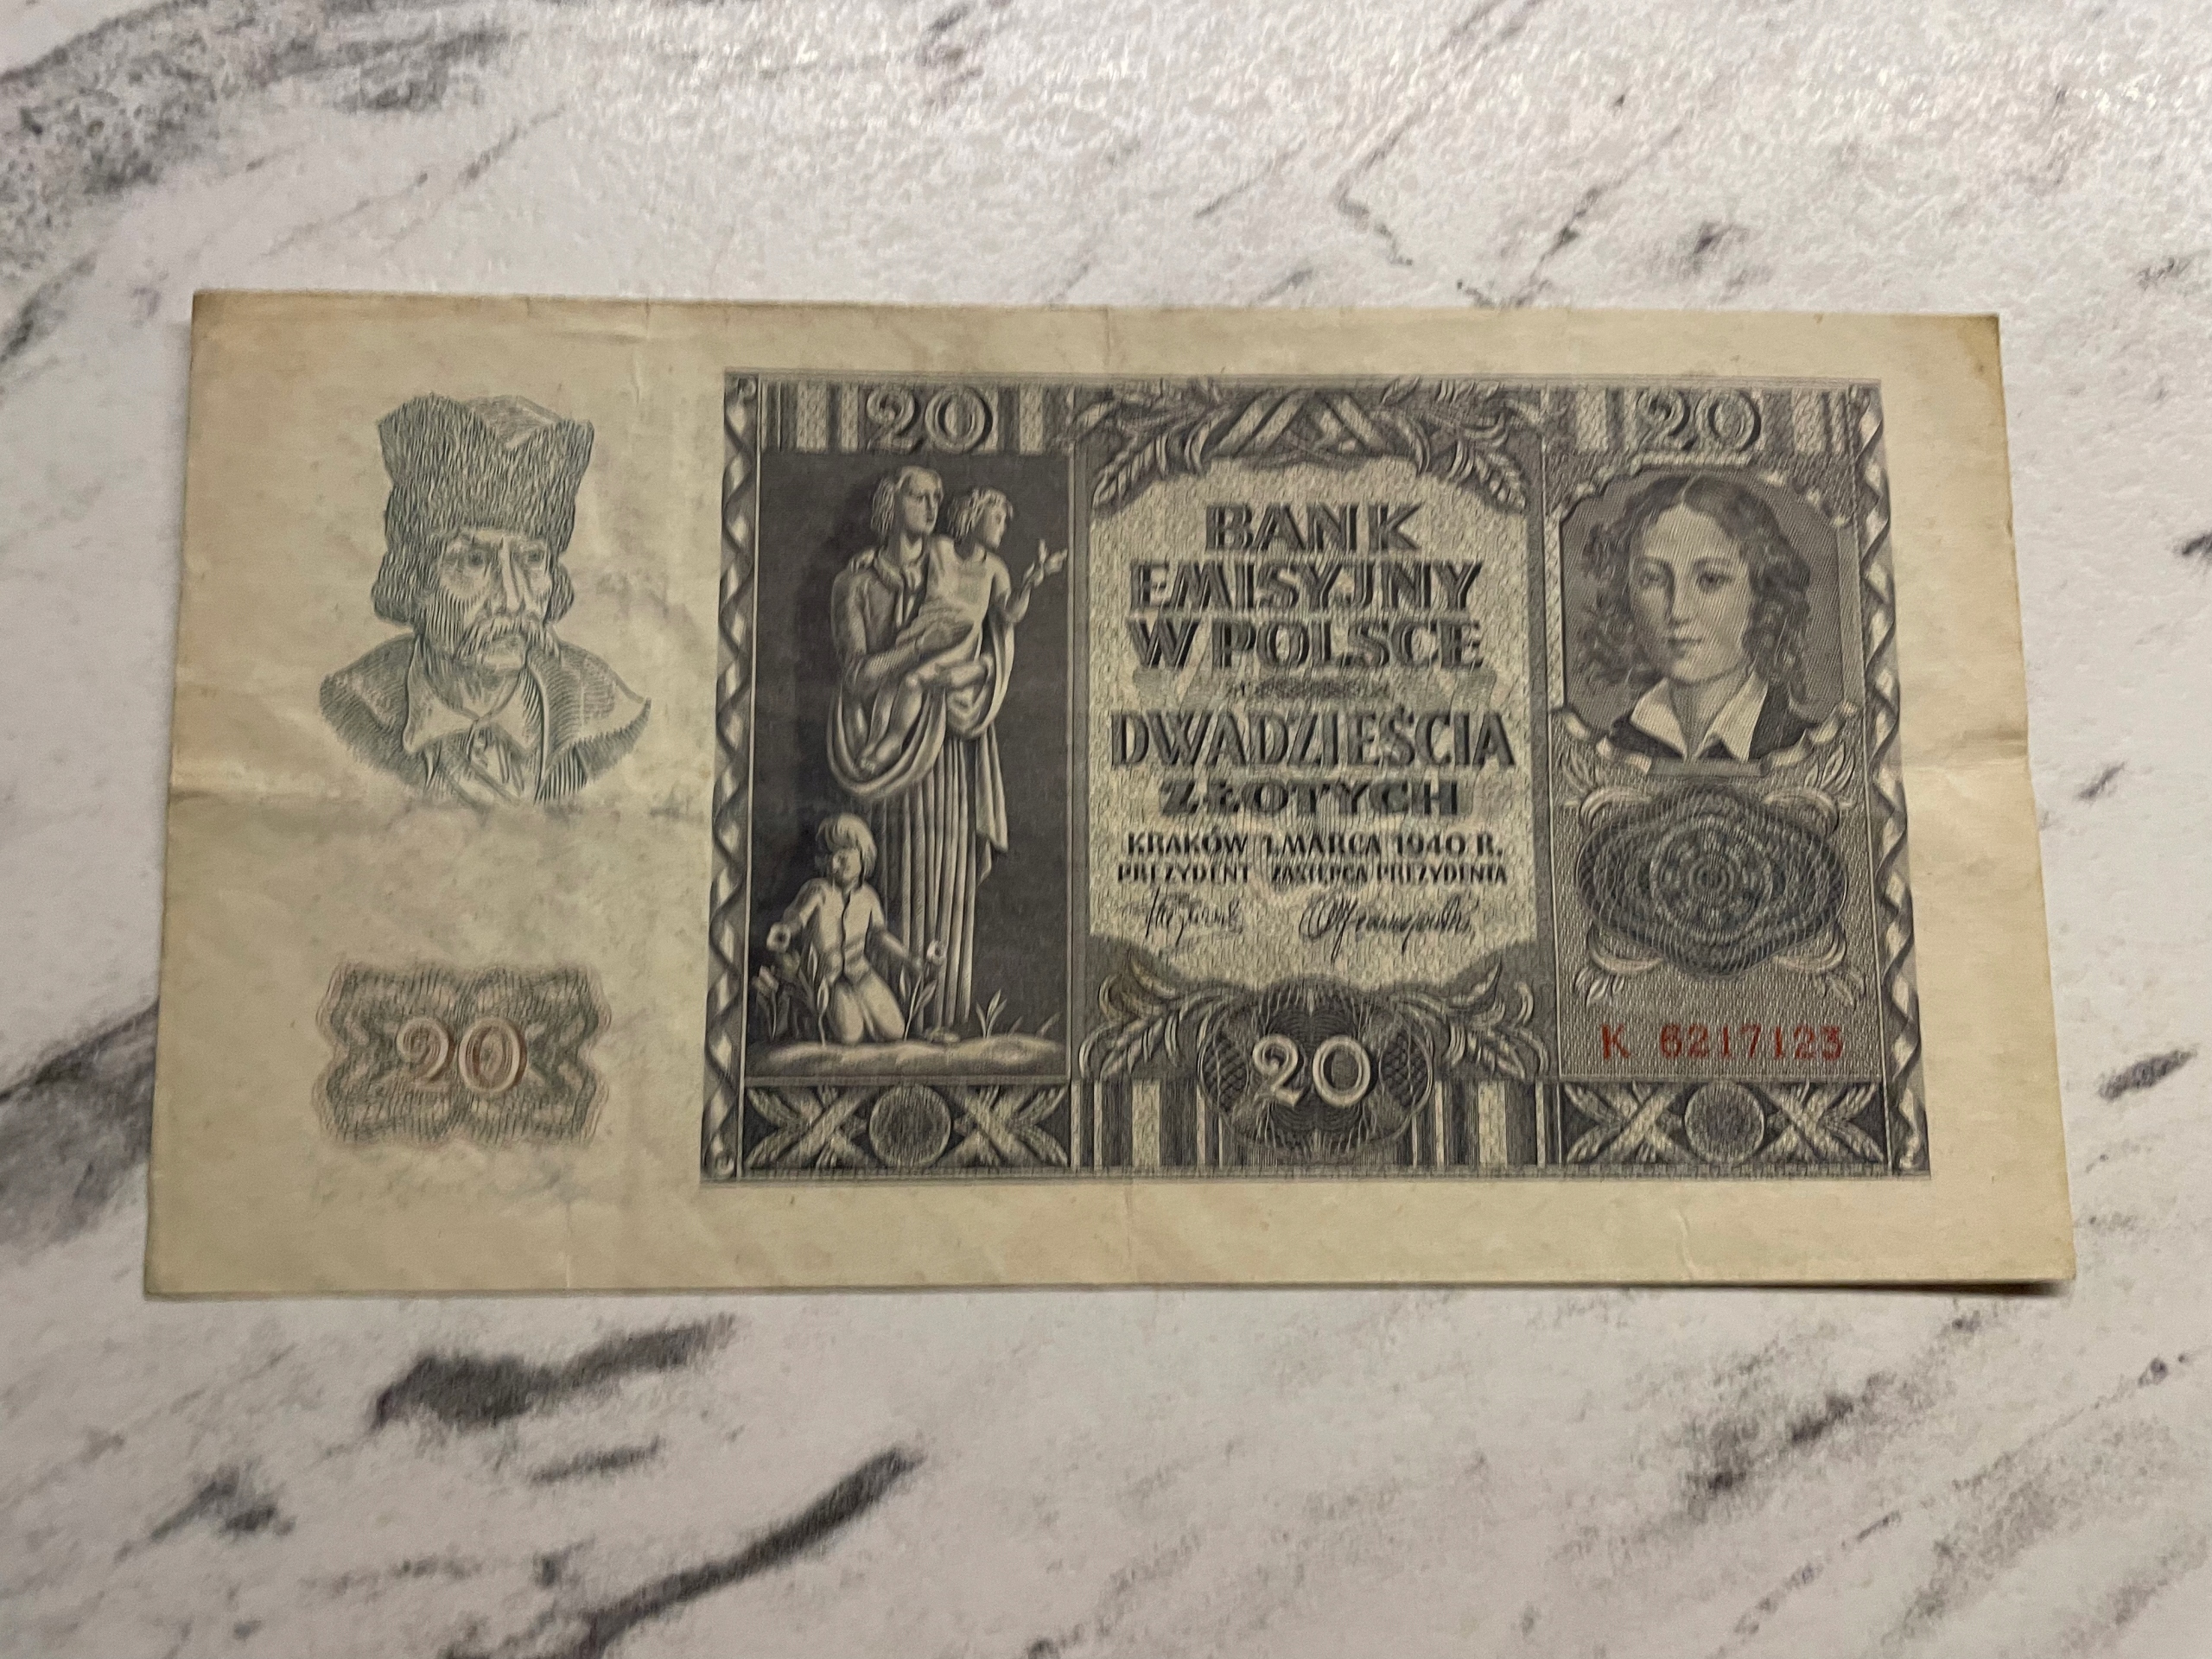 20
20
BANK
EMISYJNY
W POLSCE
DWADZIEŚCIA
ZŁOTYCH
KRAKÓW 1 MARCA 1940 R.
PREZYDENT ZASTĘPCA PREZYDENTA
20
K 6217123
20